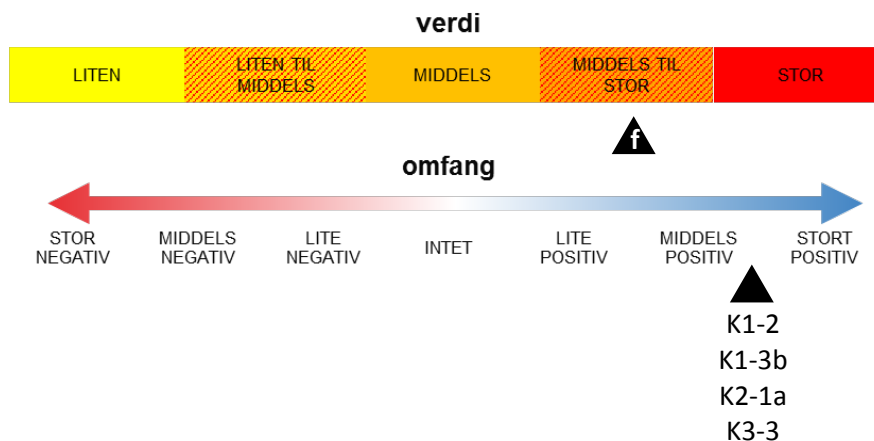 verdi
LITEN
LITEN TIL
MIDDELS
MIDDELS
MIDDELS TIL
STOR
STOR
f
omfang
STOR
NEGATIV
MIDDELS
NEGATIV
LITE
NEGATIV
INTET
LITE
POSITIV
MIDDELS
POSITIV
STORT
POSITIV
K1-2
K1-3b
K2-1a
K3-3